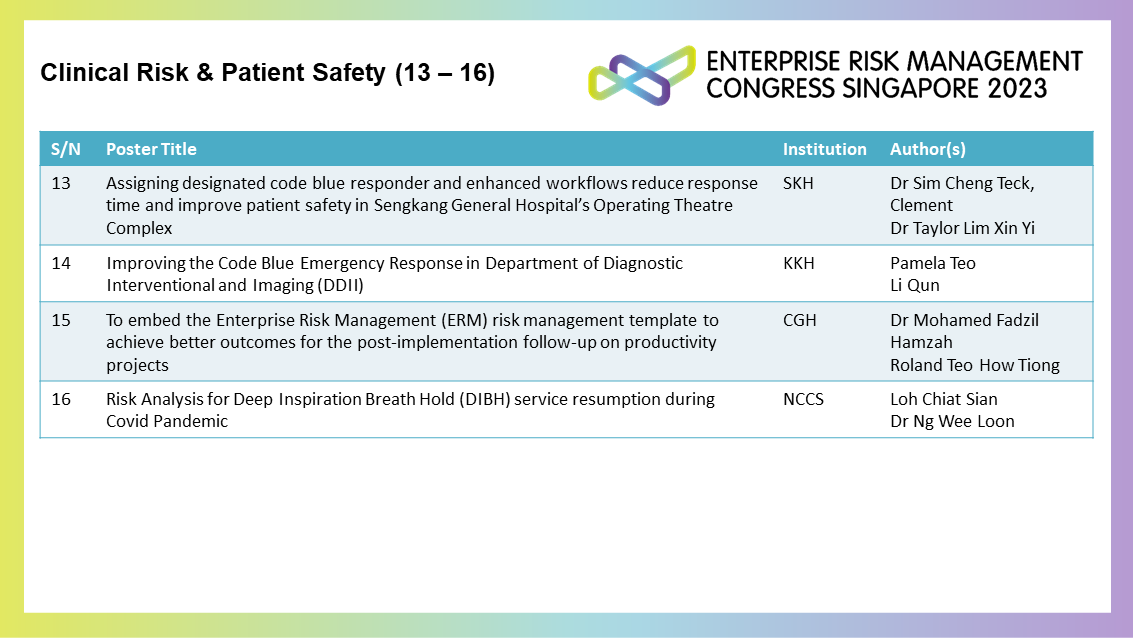 Clinical Risk & Patient Safety (13 – 16)
ENTERPRISE RISK MANAGEMENT
CONGRESS SINGAPORE 2023
S/N Poster Title Institution Author(s)
13 Assigning designated code blue responder and enhanced workflows reduce response SKH Dr Sim Cheng Teck,
time and improve patient safety in Sengkang General Hospital’s Operating Theatre Clement
Complex Dr Taylor Lim Xin Yi
14 Improving the Code Blue Emergency Response in Department of Diagnostic KKH Pamela Teo
Interventional and Imaging (DDII) Li Qun
15 To embed the Enterprise Risk Management (ERM) risk management template to CGH Dr Mohamed Fadzil
achieve better outcomes for the post-implementation follow-up on productivity Hamzah
projects Roland Teo How Tiong
16 Risk Analysis for Deep Inspiration Breath Hold (DIBH) service resumption during NCCS Loh Chiat Sian
Covid Pandemic Dr Ng Wee Loon